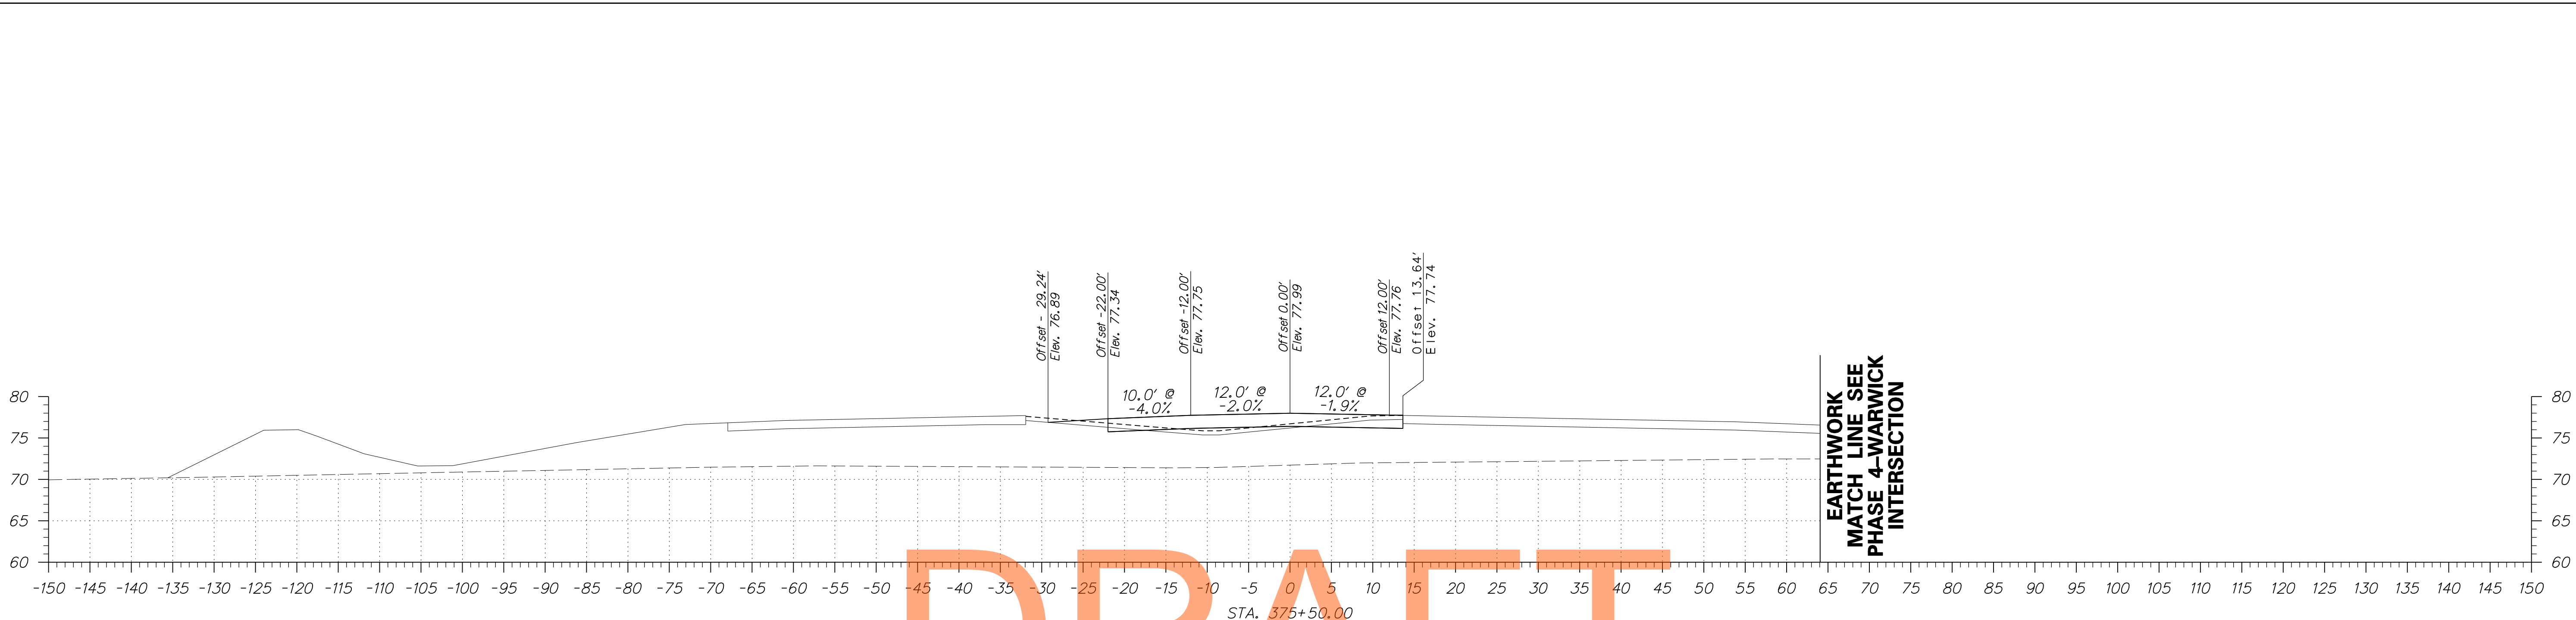 Offset - 29.24'
Elev. 76.89
Offset -22.00'
Elev. 77.34
Offset -12.00'
Elev. 77.75
Offset 0.00'
Elev. 77.99
Offset 12.00'
Elev. 77.76
Offset 13.64'
Elev. 77.74
10.0' @
-4.0%
12.0' @
-2.0%
12.0' @
-1.9%
80
75
70
65
60
80
75
70
65
60
EARTHWORK
MATCH LINE SEE
PHASE 4-WARWICK
INTERSECTION
-150 -145 -140 -135 -130 -125 -120 -115 -110 -105 -100 -95 -90 -85 -80 -75 -70 -65 -60 -55 -50 -45 -40 -35 -30 -25 -20 -15 -10 -5 0 5 10 15 20 25 30 35 40 45 50 55 60 65 70 75 80 85 90 95 100 105 110 115 120 125 130 135 140 145 150
STA. 375+50.00
DRAFT